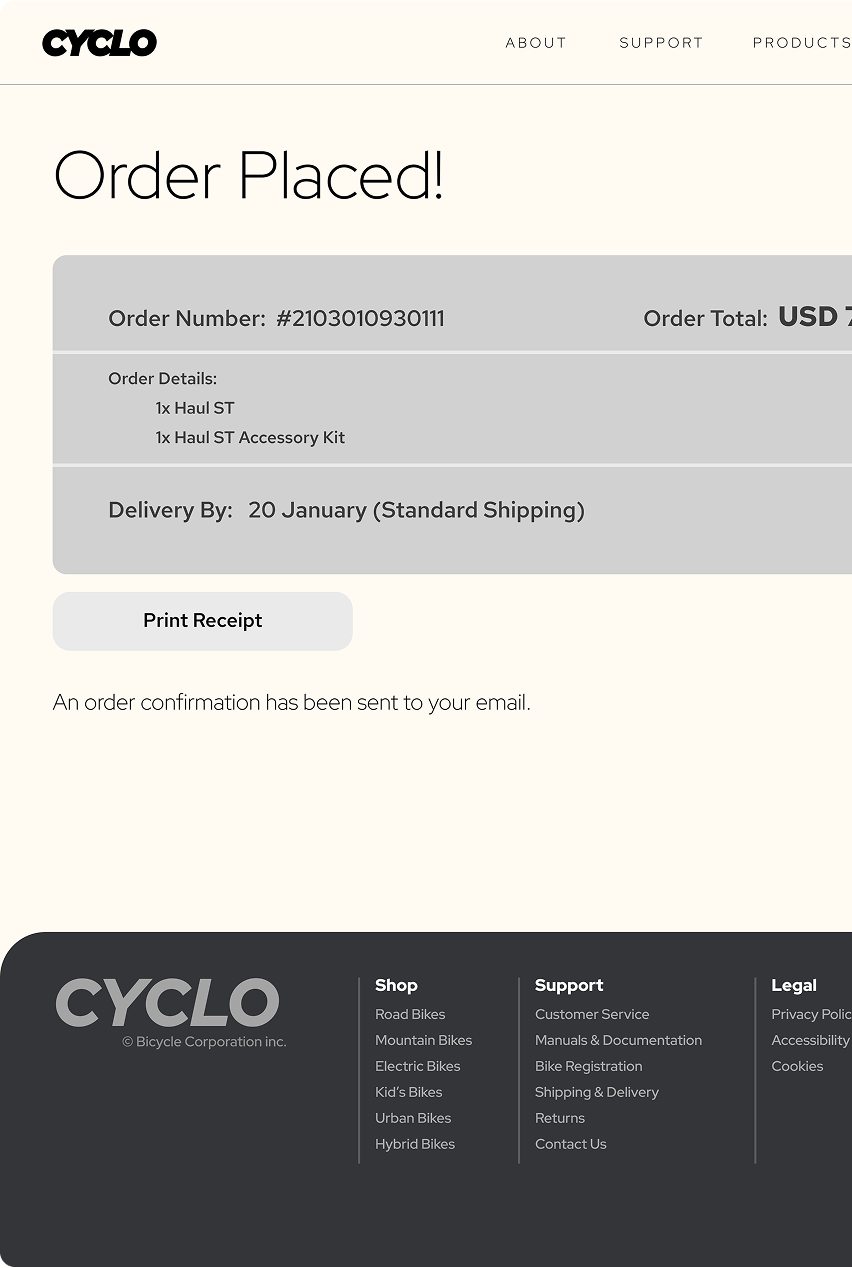 CYCLO
ABOUT SUPPORT PRODUCTS
Order Placed!
Order Number: #2103010930111 Order Total: USD 7
Order Details:
1x Haul ST
1x Haul ST Accessory Kit
Delivery By: 20 January (Standard Shipping)
Print Receipt
An order confirmation has been sent to your email.
CYCLO
© Bicycle Corporation inc.
Shop
Road Bikes
Mountain Bikes
Electric Bikes
Kid's Bikes
Urban Bikes
Hybrid Bikes
Support
Customer Service
Manuals & Documentation
Bike Registration
Shipping & Delivery
Returns
Contact Us
Legal
Privacy Polic
Accessibility
Cookies